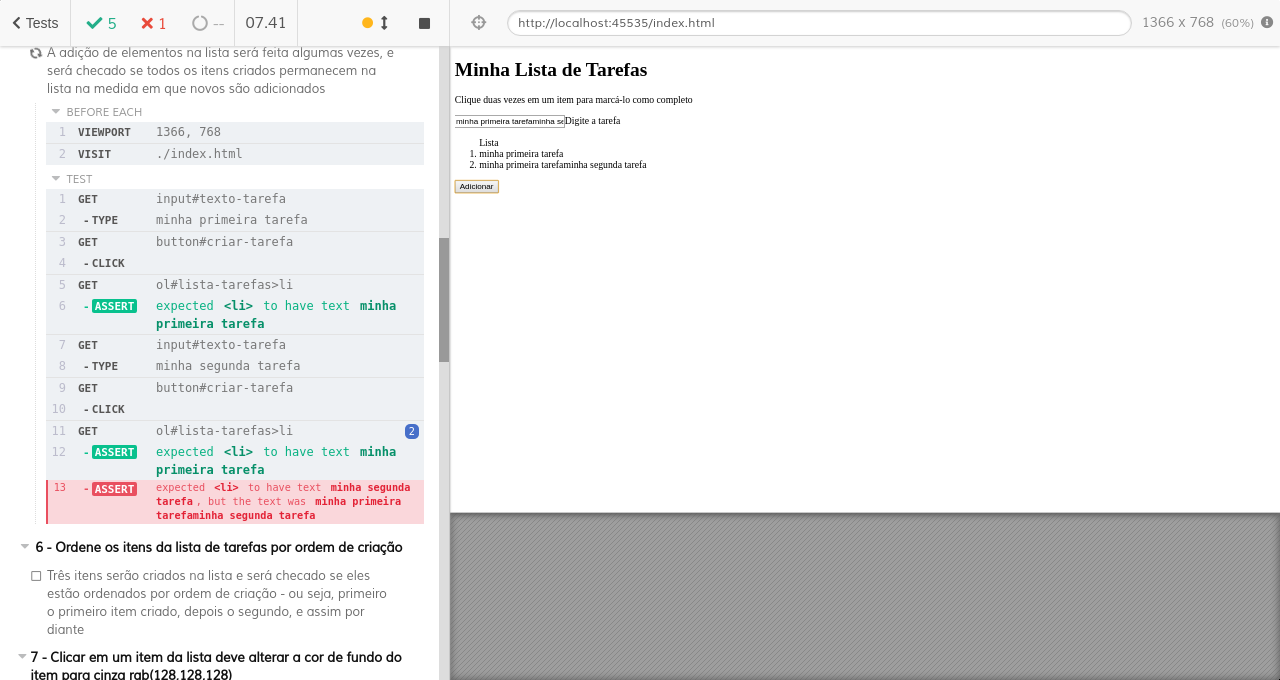 Tests
5
1
--
07.41
http://localhost:45535/index.html
1366 x 768 (60%)
A adição de elementos na lista será feita algumas vezes, e
será checado se todos os itens criados permanecem na
lista na medida em que novos são adicionados
BEFORE EACH
1 VIEWPORT 1366, 768
2 VISIT ./index.html
TEST
1 GET input#texto-tarefa
2 - TYPE minha primeira tarefa
3 GET button#criar-tarefa
4 - CLICK
5 GET ol#lista-tarefas>li
6 - ASSERT expected <li> to have text minha
primeira tarefa
7 GET input#texto-tarefa
8 - TYPE minha segunda tarefa
9 GET button#criar-tarefa
10 - CLICK
11 GET ol#lista-tarefas>li 2
12 - ASSERT expected <li> to have text minha
primeira tarefa
13 - ASSERT expected <li> to have text minha segunda
tarefa, but the text was minha primeira
tarefaminha segunda tarefa
6 - Ordene os itens da lista de tarefas por ordem de criação
Três itens serão criados na lista e será checado se eles
estão ordenados por ordem de criação - ou seja, primeiro
o primeiro item criado, depois o segundo, e assim por
diante
7 - Clicar em um item da lista deve alterar a cor de fundo do
item para cinza rgb(128,128,128)
Minha Lista de Tarefas
Clique duas vezes em um item para marcá-lo como completo
minha primeira tarefaminha se Digite a tarefa
Lista
1. minha primeira tarefa
2. minha primeira tarefaminha segunda tarefa
Adicionar